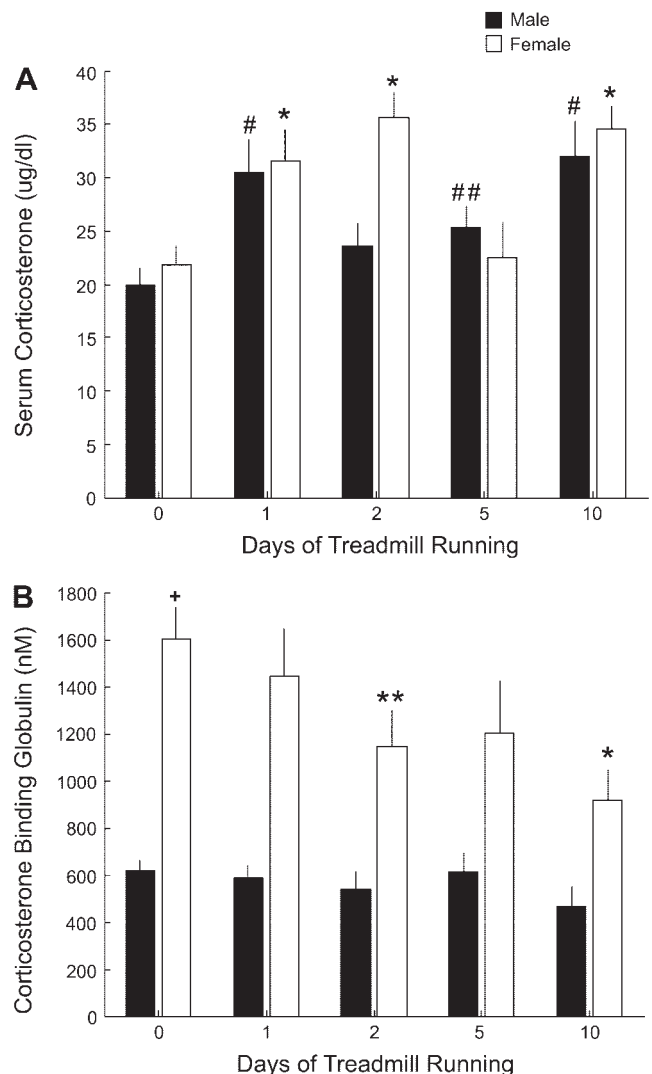 Male
Female
A
Serum Corticosterone (ug/dl)
40
35
30
25
20
15
10
5
0
# * * ## # *
0 1 2 5 10
Days of Treadmill Running
B
Corticosterone Binding Globulin (nM)
1800
1600
1400
1200
1000
800
600
400
200
0
+ ** *
0 1 2 5 10
Days of Treadmill Running